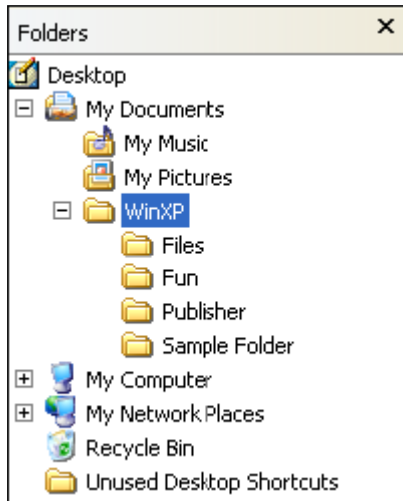 Folders
Desktop
My Documents
My Music
My Pictures
WinXP
Files
Fun
Publisher
Sample Folder
My Computer
My Network Places
Recycle Bin
Unused Desktop Shortcuts